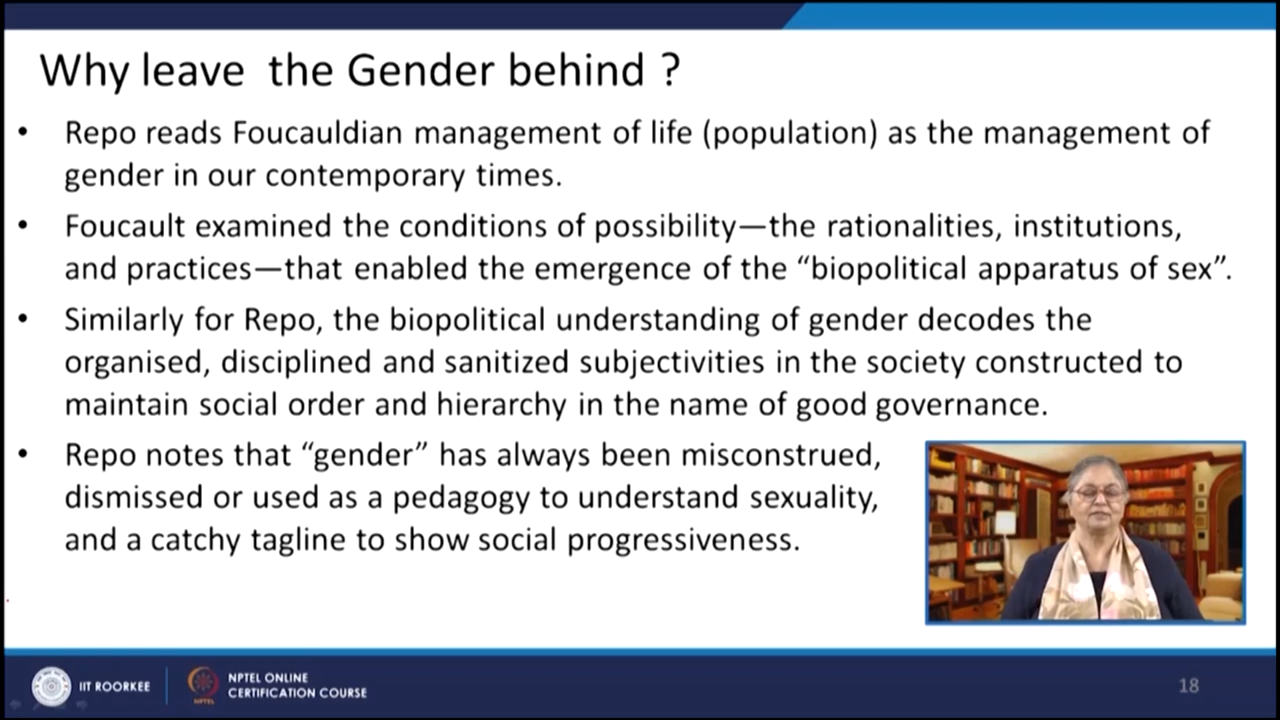 Why leave  the Gender behind ?
• Repo reads Foucauldian management of life (population) as the management of
gender in our contemporary times.
• Foucault examined the conditions of possibility—the rationalities, institutions,
and practices—that enabled the emergence of the “biopolitical apparatus of sex”.
• Similarly for Repo, the biopolitical understanding of gender decodes the
organised, disciplined and sanitized subjectivities in the society constructed to
maintain social order and hierarchy in the name of good governance.
• Repo notes that “gender” has always been misconstrued,
dismissed or used as a pedagogy to understand sexuality,
and a catchy tagline to show social progressiveness.
IIT ROORKEE
NPTEL
NPTEL ONLINE
CERTIFICATION COURSE
18